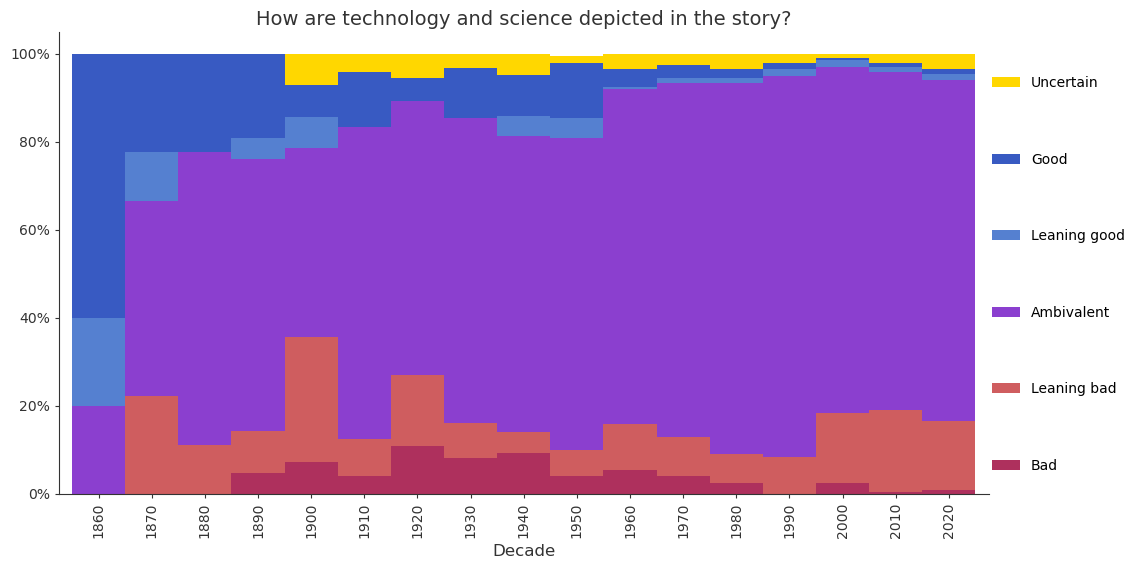 How are technology and science depicted in the story?
100%
80%
60%
40%
20%
0%
1860
1870
1880
1890
1900
1910
1920
1930
1940
1950
1960
1970
1980
1990
2000
2010
2020
Decade
Uncertain
Good
Leaning good
Ambivalent
Leaning bad
Bad